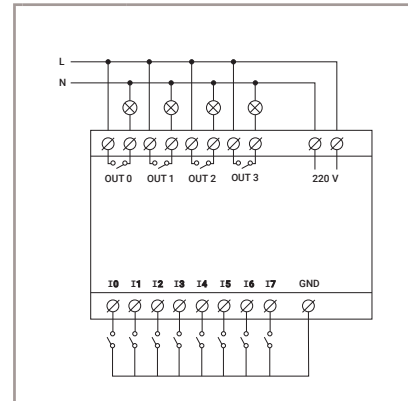 L
N
OUT 0 OUT 1 OUT 2 OUT 3 220 V
I0 I1 I2 I3 I4 I5 I6 I7 GND